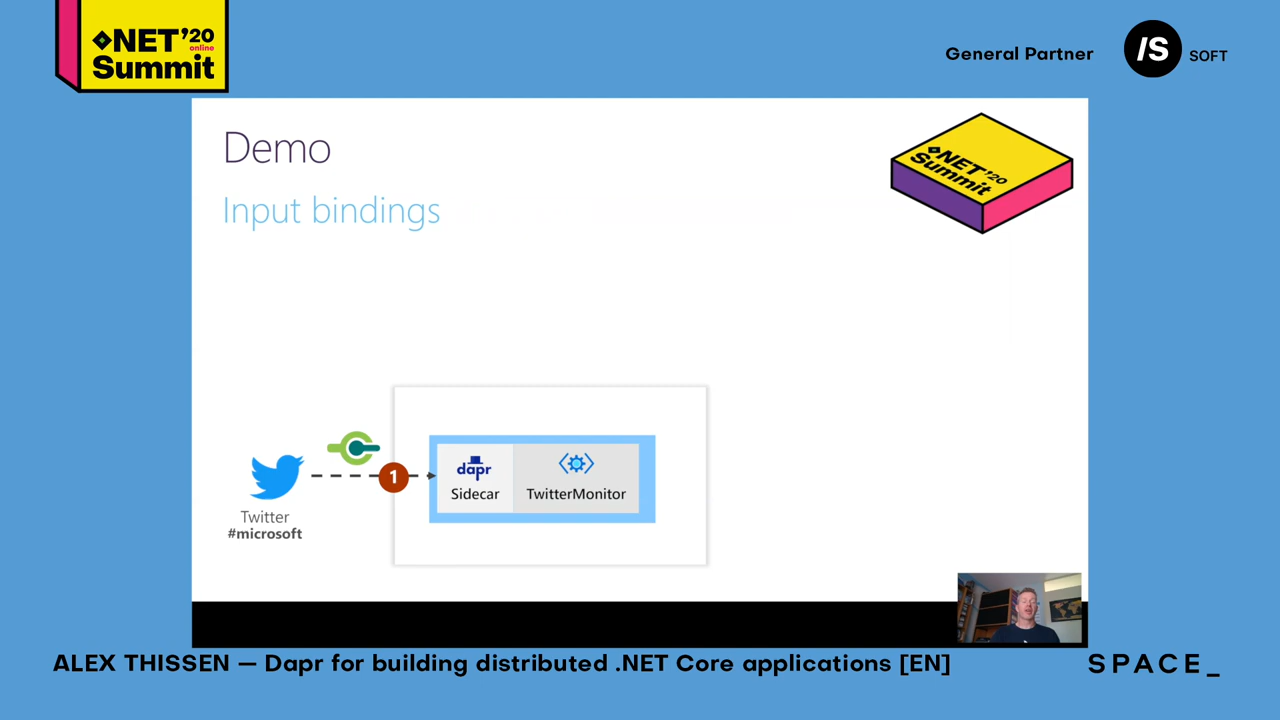 .NET'20
online
Summit
General Partner
/S
SOFT
Demo
.NET'20
Summit
Input bindings
1
dapr
Sidecar
TwitterMonitor
Twitter
#microsoft
ALEX THISSEN — Dapr for building distributed .NET Core applications [EN]
SPACE_